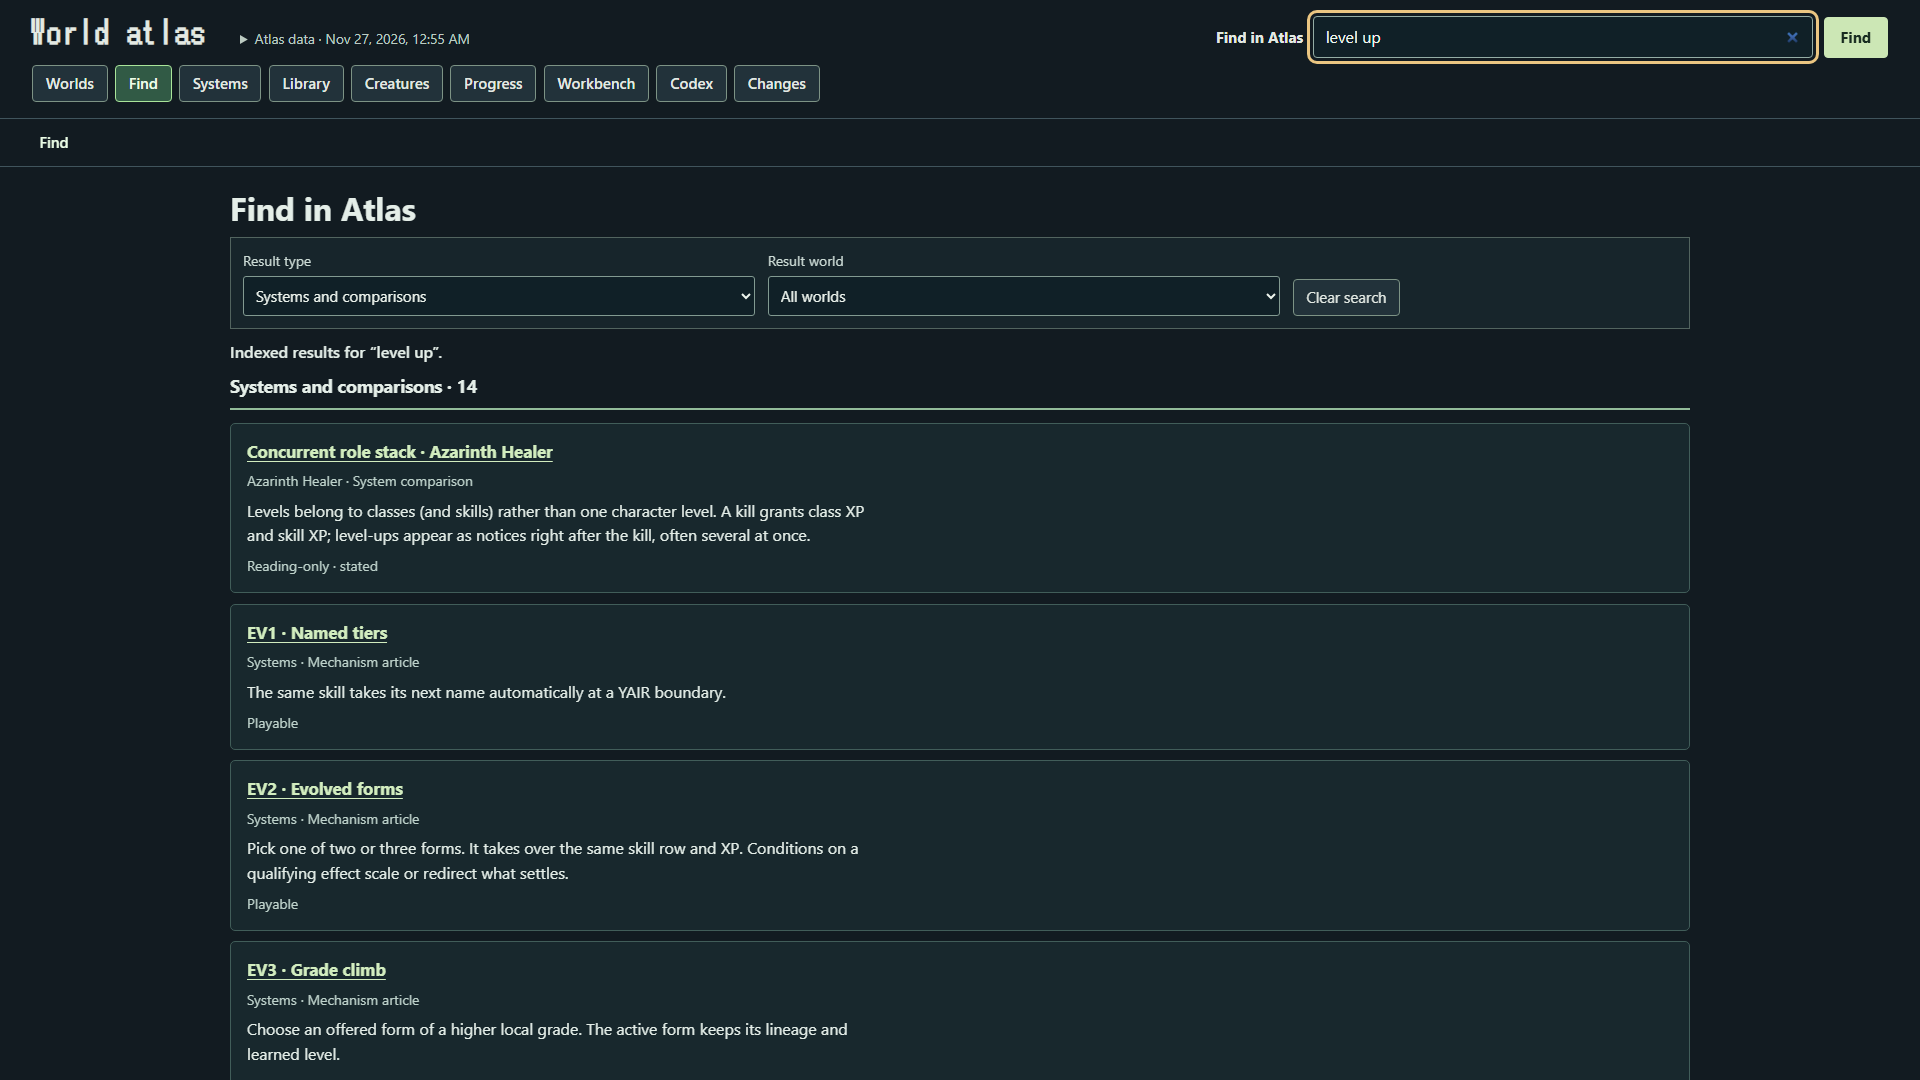 World atlas
▶ Atlas data · Nov 27, 2026, 12:55 AM
Find in Atlas
level up
×
Find
Worlds
Find
Systems
Library
Creatures
Progress
Workbench
Codex
Changes
Find
Find in Atlas
Result type
Result world
Systems and comparisons
All worlds
Clear search
Indexed results for “level up”.
Systems and comparisons · 14
Concurrent role stack · Azarinth Healer
Azarinth Healer · System comparison
Levels belong to classes (and skills) rather than one character level. A kill grants class XP
and skill XP; level-ups appear as notices right after the kill, often several at once.
Reading-only · stated
EV1 · Named tiers
Systems · Mechanism article
The same skill takes its next name automatically at a YAIR boundary.
Playable
EV2 · Evolved forms
Systems · Mechanism article
Pick one of two or three forms. It takes over the same skill row and XP. Conditions on a
qualifying effect scale or redirect what settles.
Playable
EV3 · Grade climb
Systems · Mechanism article
Choose an offered form of a higher local grade. The active form keeps its lineage and
learned level.